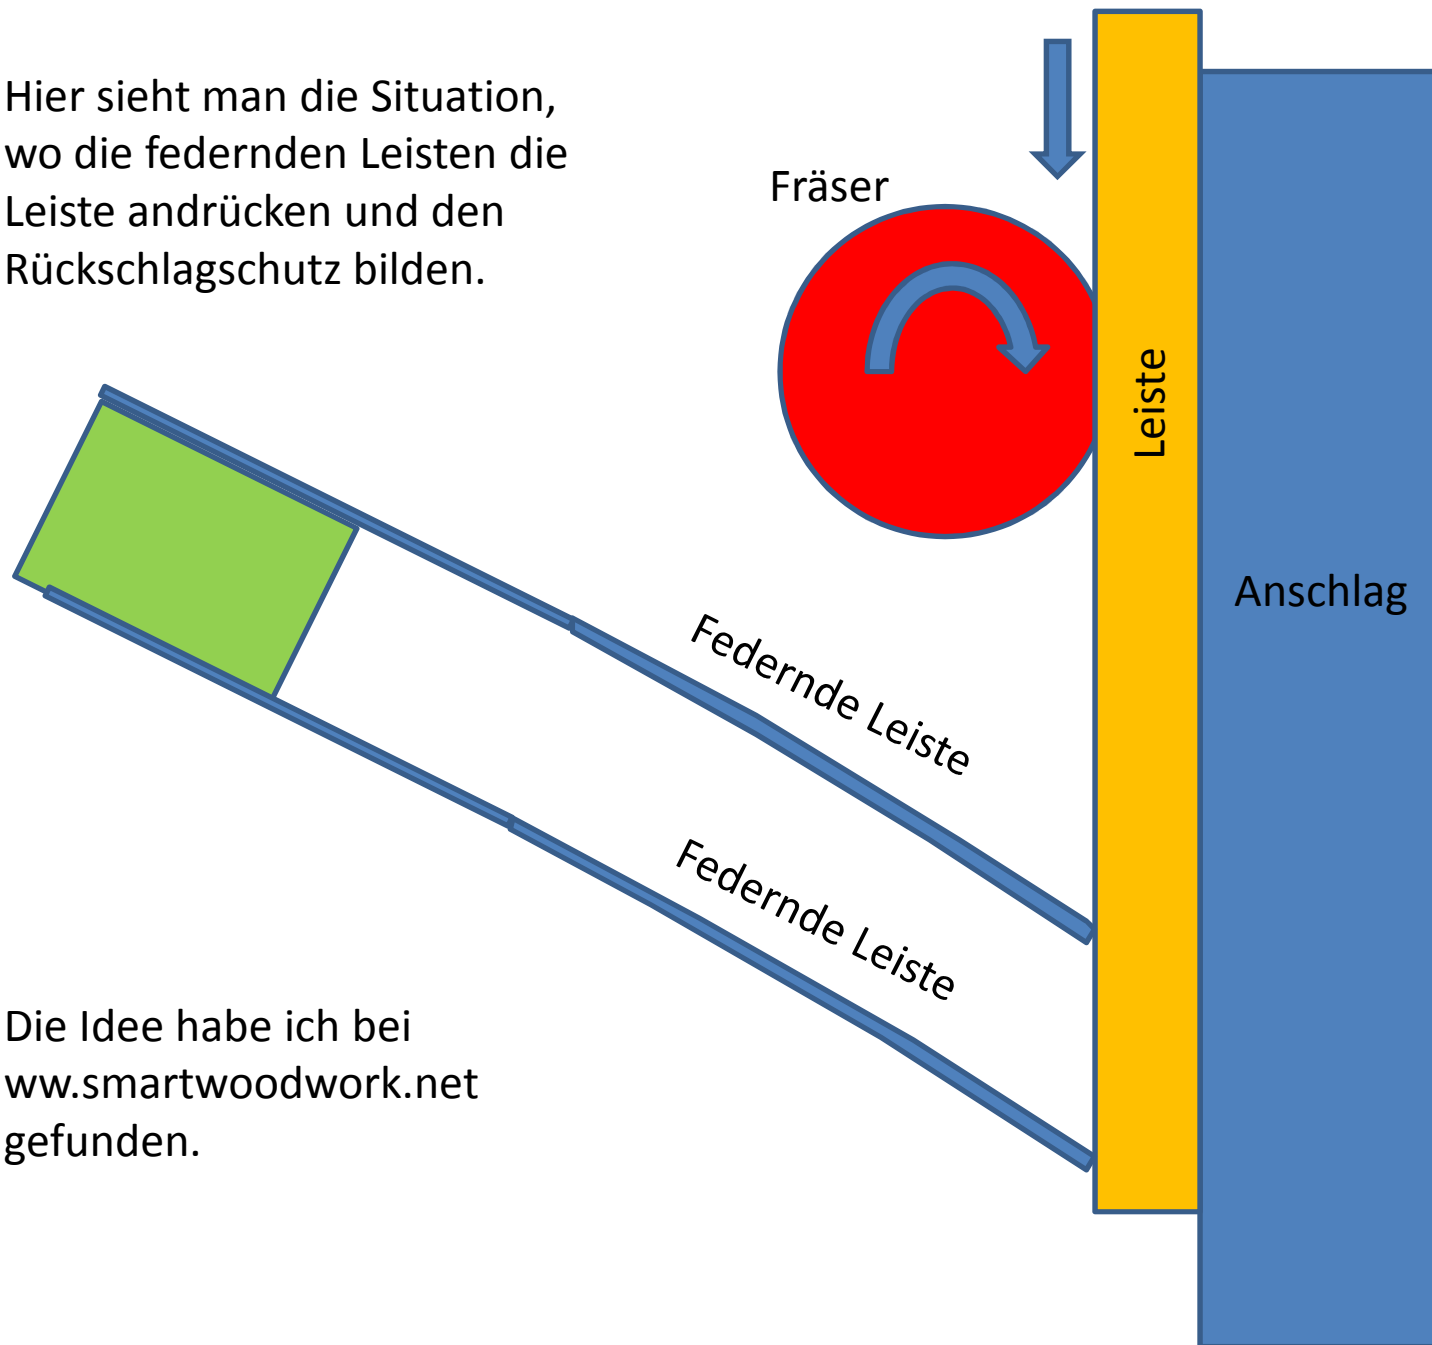 Hier sieht man die Situation,
wo die federnden Leisten die
Leiste andrücken und den
Rückschlagschutz bilden.
Fräser
Leiste
Anschlag
Federnde Leiste
Federnde Leiste
Die Idee habe ich bei
ww.smartwoodwork.net
gefunden.